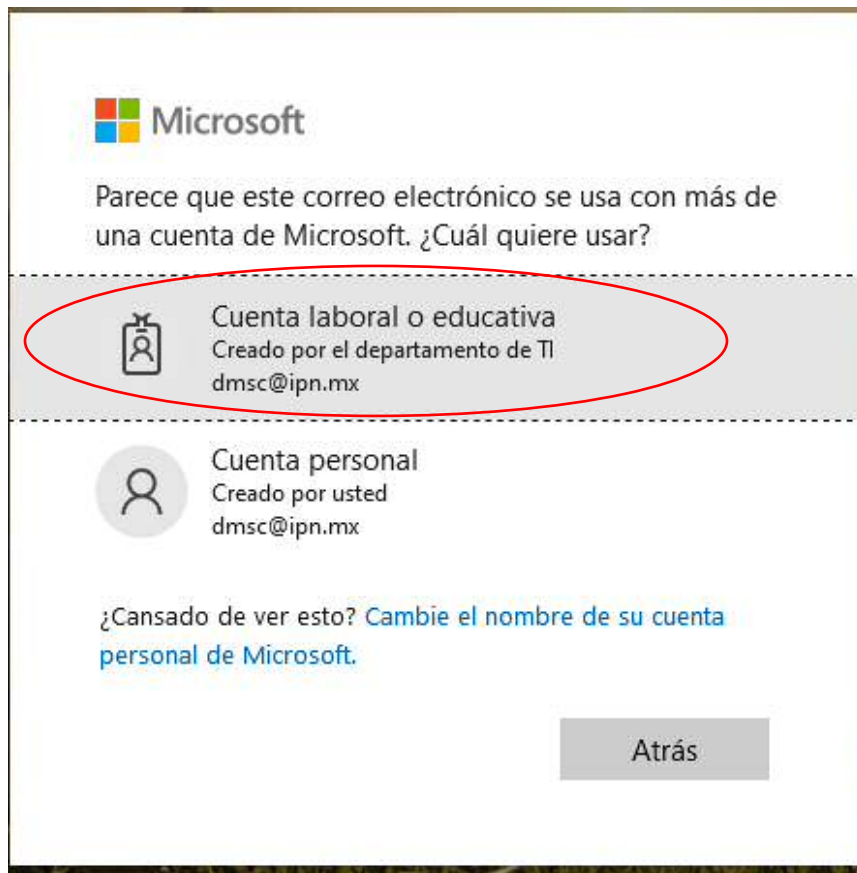 Microsoft
Parece que este correo electrónico se usa con más de
una cuenta de Microsoft. ¿Cuál quiere usar?
Cuenta laboral o educativa
Creado por el departamento de TI
dmsc@ipn.mx
Cuenta personal
Creado por usted
dmsc@ipn.mx
¿Cansado de ver esto? Cambie el nombre de su cuenta
personal de Microsoft.
Atrás